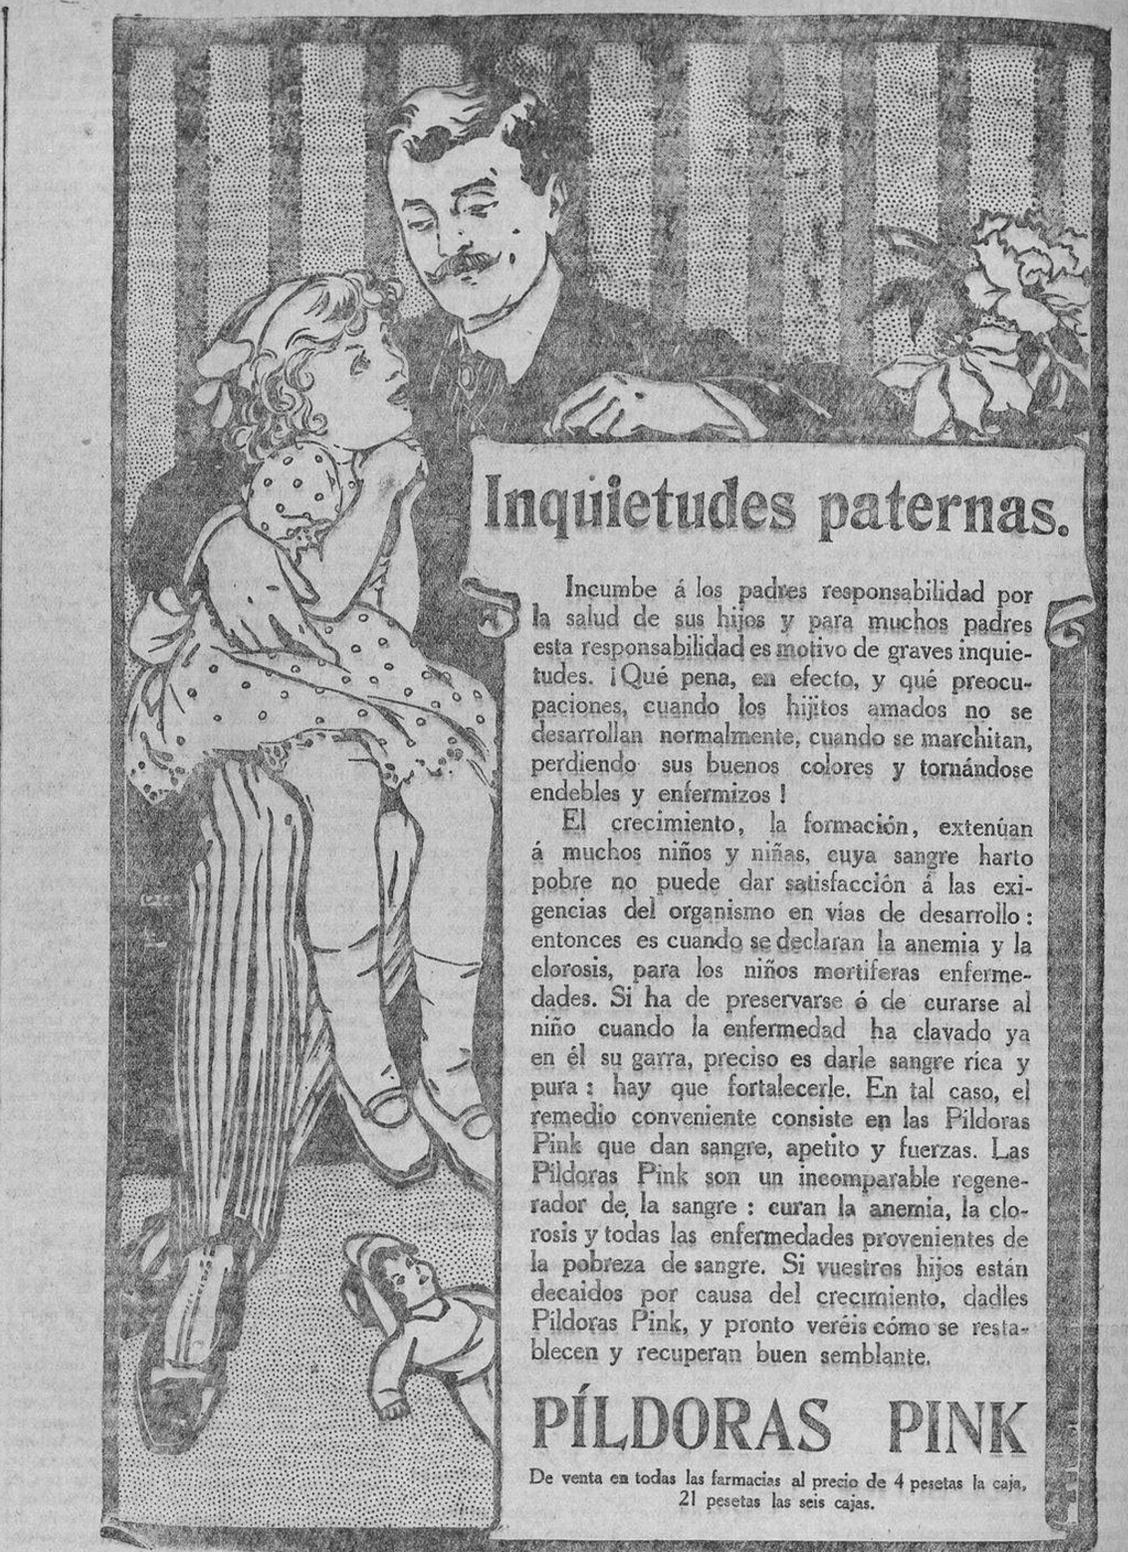 Inquietudes paternas.
Incumbe á los padres responsabilidad por
la salud de sus hijos y para muchos padres
esta responsabilidad es motivo de graves inquie-
tudes. ¡Qué pena, en efecto, y qué preocu-
paciones, cuando los hijitos amados no se
desarrollan normalmente, cuando se marchitan,
perdiendo sus buenos colores y tornándose
endebles y enfermizos!
El crecimiento, la formación, extenúan
á muchos niños y niñas, cuya sangre harto
pobre no puede dar satisfacción á las exi-
gencias del organismo en vías de desarrollo:
entonces es cuando se declaran la anemia y la
clorosis, para los niños mortíferas enferme-
dades. Si ha de preservarse ó de curarse al
niño cuando la enfermedad ha clavado ya
en él su garra, preciso es darle sangre rica y
pura: hay que fortalecerle. En tal caso, el
remedio conveniente consiste en las Píldoras
Pink que dan sangre, apetito y fuerzas. Las
Píldoras Pink son un incomparable regene-
rador de la sangre: curan la anemia, la clo-
rosis y todas las enfermedades provenientes de
la pobreza de sangre. Si vuestros hijos están
decaidos por causa del crecimiento, dadles
Píldoras Pink, y pronto veréis cómo se resta-
blecen y recuperan buen semblante.
PÍLDORAS PINK
De venta en todas las farmacias al precio de 4 pesetas la caja,
21 pesetas las seis cajas.